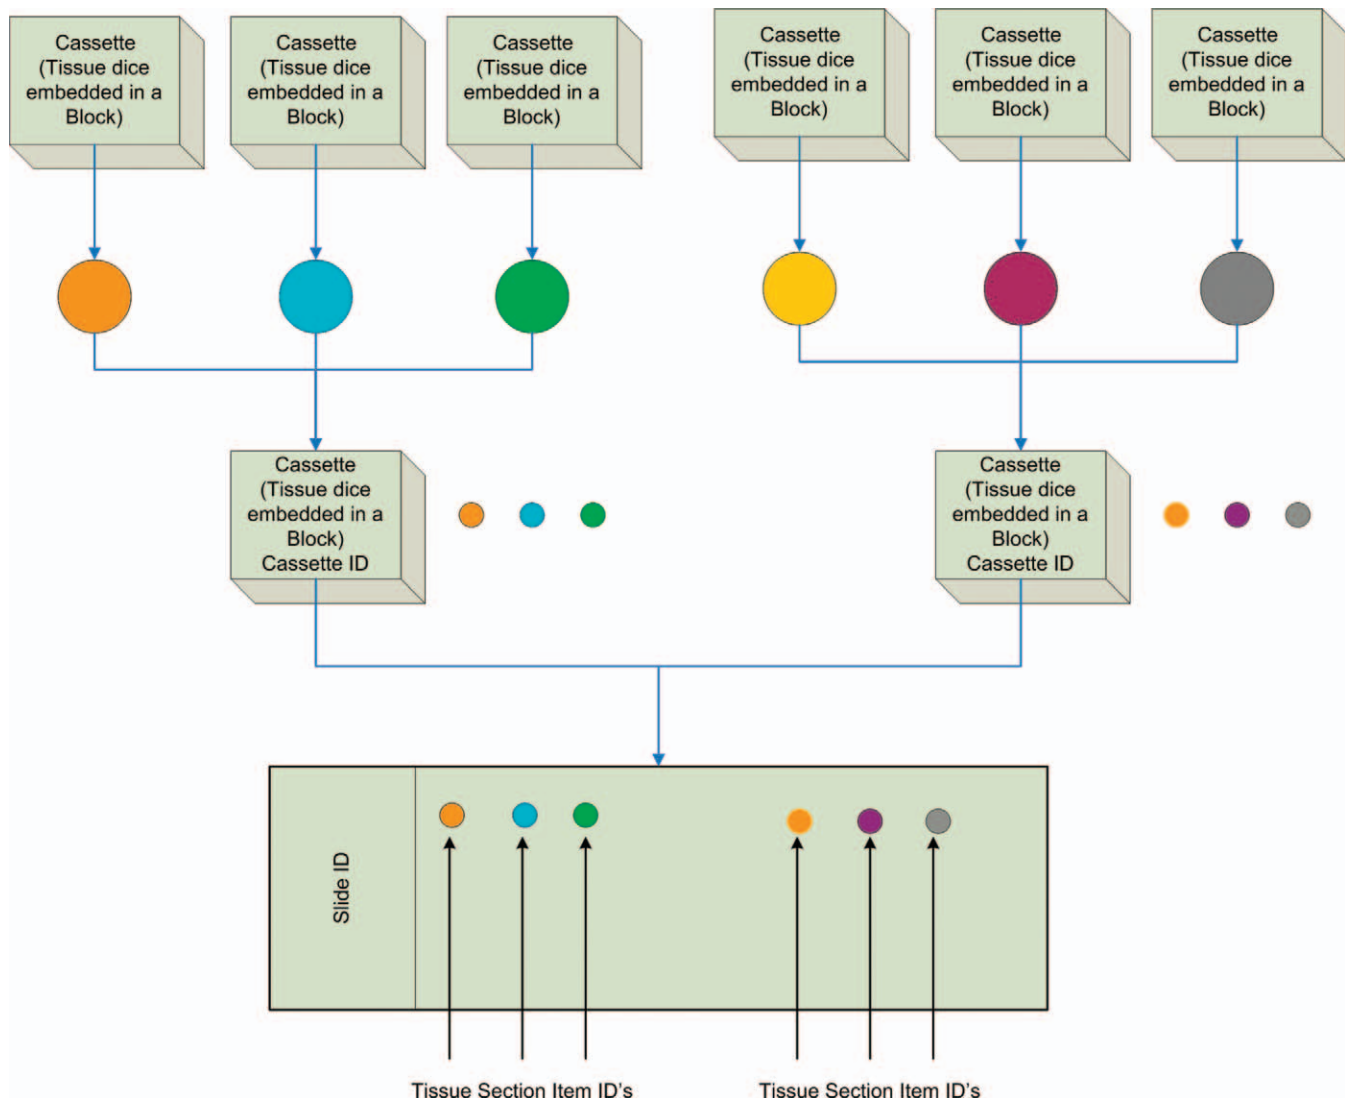 Cassette
(Tissue dice
embedded in a
Block)
Cassette
(Tissue dice
embedded in a
Block)
Cassette
(Tissue dice
embedded in a
Block)
Cassette
(Tissue dice
embedded in a
Block)
Cassette
(Tissue dice
embedded in a
Block)
Cassette
(Tissue dice
embedded in a
Block)
Cassette
(Tissue dice
embedded in a
Block)
Cassette ID
Cassette
(Tissue dice
embedded in a
Block)
Cassette ID
Slide ID
Tissue Section Item ID's
Tissue Section Item ID's